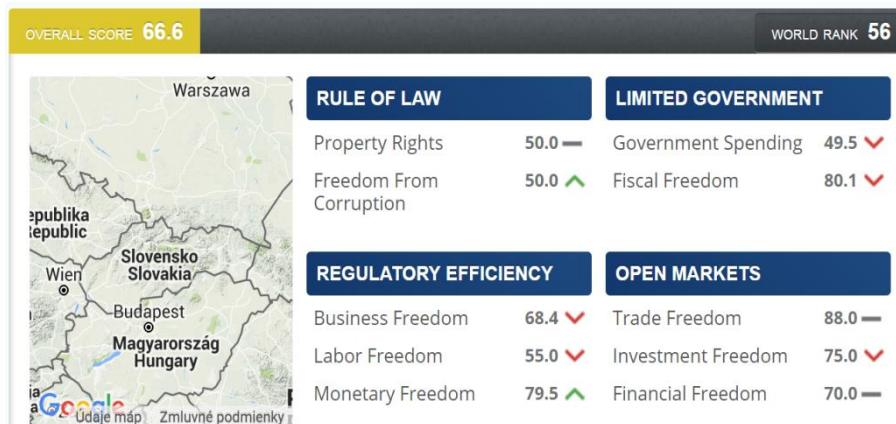 OVERALL SCORE 66.6
WORLD RANK 56
Warszawa
epublika
Republic
Slovensko
Slovakia
Wien
Budapest
Magyarország
Hungary
Google
Údaje máp Zmluvné podmienky
RULE OF LAW
Property Rights 50.0
Freedom From
Corruption 50.0
LIMITED GOVERNMENT
Government Spending 49.5
Fiscal Freedom 80.1
REGULATORY EFFICIENCY
Business Freedom 68.4
Labor Freedom 55.0
Monetary Freedom 79.5
OPEN MARKETS
Trade Freedom 88.0
Investment Freedom 75.0
Financial Freedom 70.0